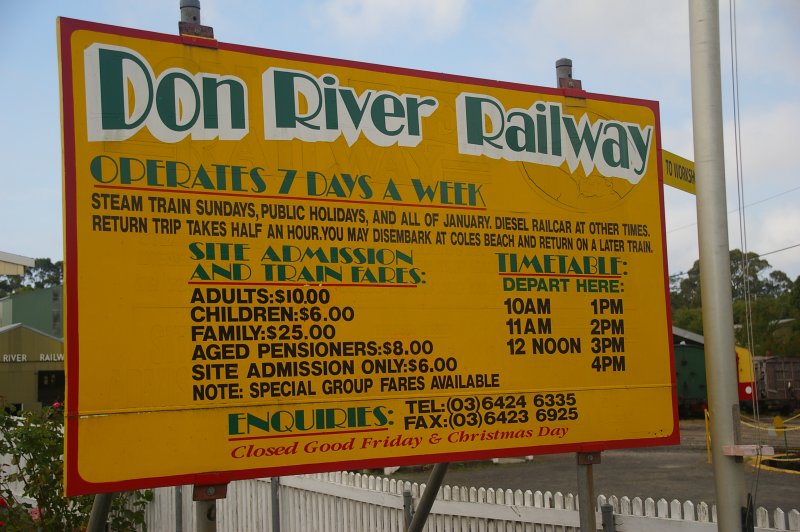 Don River Railway
OPERATES 7 DAYS A WEEK
STEAM TRAIN SUNDAYS, PUBLIC HOLIDAYS, AND ALL OF JANUARY. DIESEL RAILCAR AT OTHER TIMES.
RETURN TRIP TAKES HALF AN HOUR.YOU MAY DISEMBARK AT COLES BEACH AND RETURN ON A LATER TRAIN.
SITE ADMISSION
AND TRAIN FARES:
ADULTS:$10.00
CHILDREN:$6.00
FAMILY:$25.00
AGED PENSIONERS:$8.00
SITE ADMISSION ONLY:$6.00
NOTE: SPECIAL GROUP FARES AVAILABLE
TIMETABLE:
DEPART HERE:
10AM 1PM
11AM 2PM
12 NOON 3PM
4PM
ENQUIRIES: TEL:(03)6424 6335
FAX:(03)6423 6925
Closed Good Friday & Christmas Day
TO WORKSH
RIVER RAILW